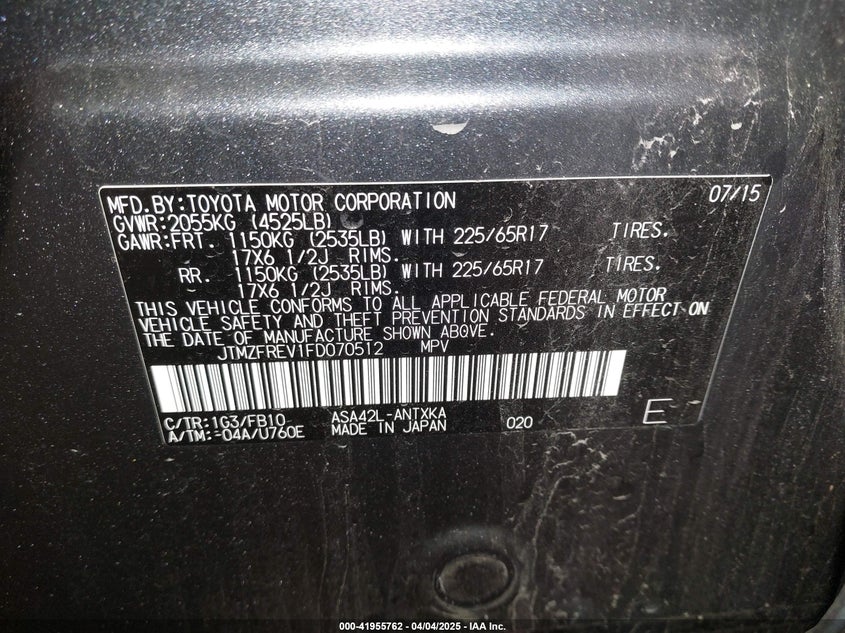 MFD.BY:TOYOTA MOTOR CORPORATION 07/15
GVWR:2055KG (4525LB)
GAWR:FRT. 1150KG (2535LB) WITH 225/65R17 TIRES.
17X6 1/2J RIMS.
RR. 1150KG (2535LB) WITH 225/65R17 TIRES.
17X6 1/2J RIMS.
THIS VEHICLE CONFORMS TO ALL APPLICABLE FEDERAL MOTOR
VEHICLE SAFETY AND THEFT PREVENTION STANDARDS IN EFFECT ON
THE DATE OF MANUFACTURE SHOWN ABOVE.
JTMZFREV1FD070512 MPV
C/TR:1G3/FB10 ASA42L-ANTXKA
A/TM:-04A/U760E MADE IN JAPAN 020 E
000-41955762 - 04/04/2025 - IAA Inc.